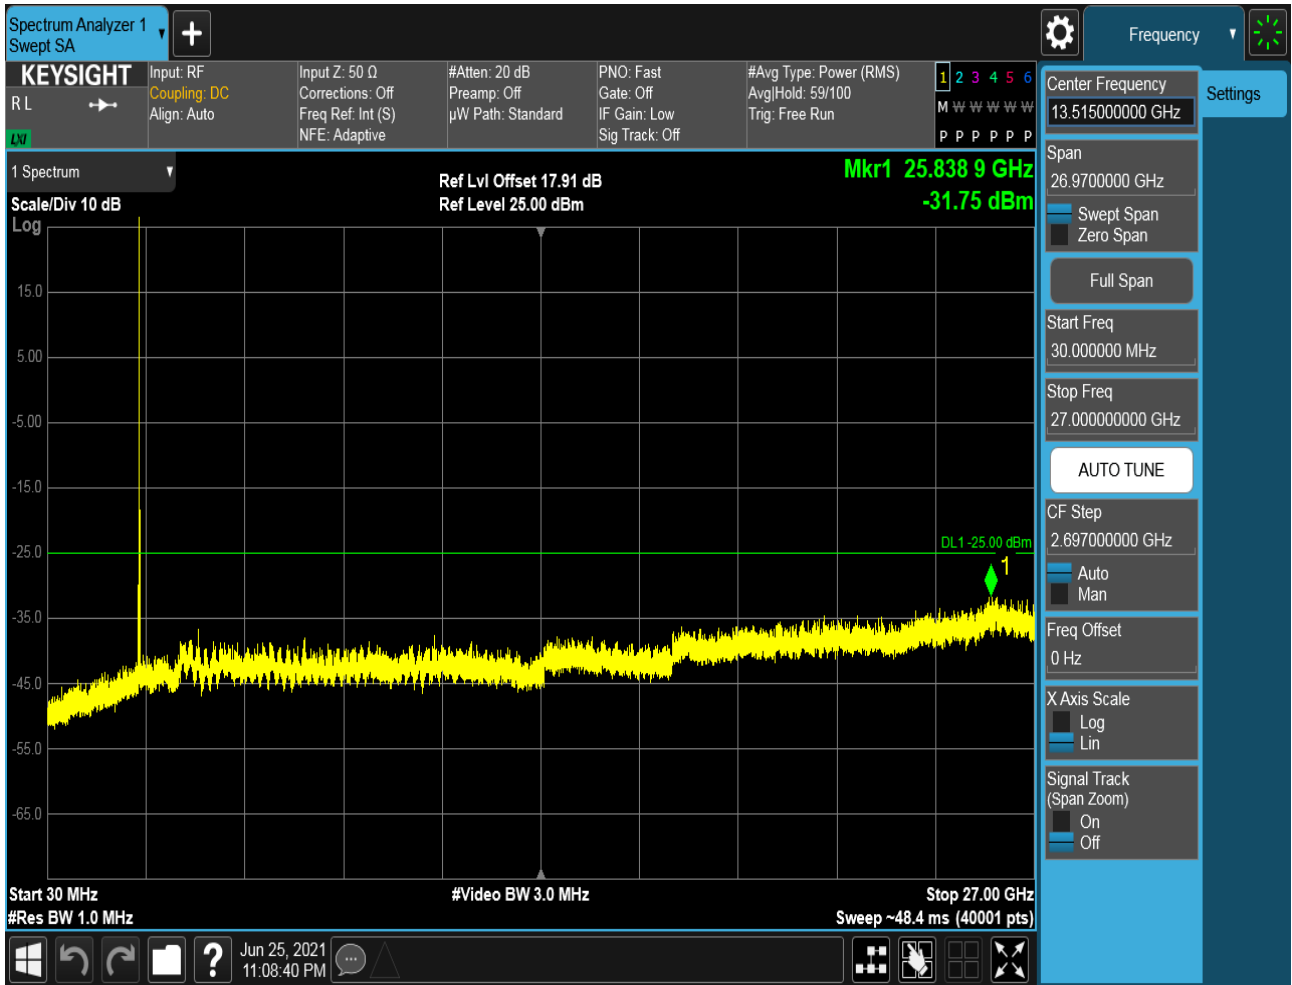 Spectrum Analyzer 1
Swept SA
Frequency
KEYSIGHT
R L
LXI
Input: RF
Coupling: DC
Align: Auto
Input Z: 50 Ω
Corrections: Off
Freq Ref: Int (S)
NFE: Adaptive
#Atten: 20 dB
Preamp: Off
µW Path: Standard
PNO: Fast
Gate: Off
IF Gain: Low
Sig Track: Off
#Avg Type: Power (RMS)
Avg|Hold: 59/100
Trig: Free Run
1 2 3 4 5 6
M W W W W W
P P P P P P
1 Spectrum
Scale/Div 10 dB
Log
Ref Lvl Offset 17.91 dB
Ref Level 25.00 dBm
Mkr1 25.838 9 GHz
-31.75 dBm
15.0
5.00
-5.00
-15.0
-25.0
-35.0
-45.0
-55.0
-65.0
DL1 -25.00 dBm
1
Start 30 MHz
#Res BW 1.0 MHz
#Video BW 3.0 MHz
Stop 27.00 GHz
Sweep ~48.4 ms (40001 pts)
Center Frequency
13.515000000 GHz
Settings
Span
26.9700000 GHz
Swept Span
Zero Span
Full Span
Start Freq
30.000000 MHz
Stop Freq
27.000000000 GHz
AUTO TUNE
CF Step
2.697000000 GHz
Auto
Man
Freq Offset
0 Hz
X Axis Scale
Log
Lin
Signal Track
(Span Zoom)
On
Off
?
Jun 25, 2021
11:08:40 PM